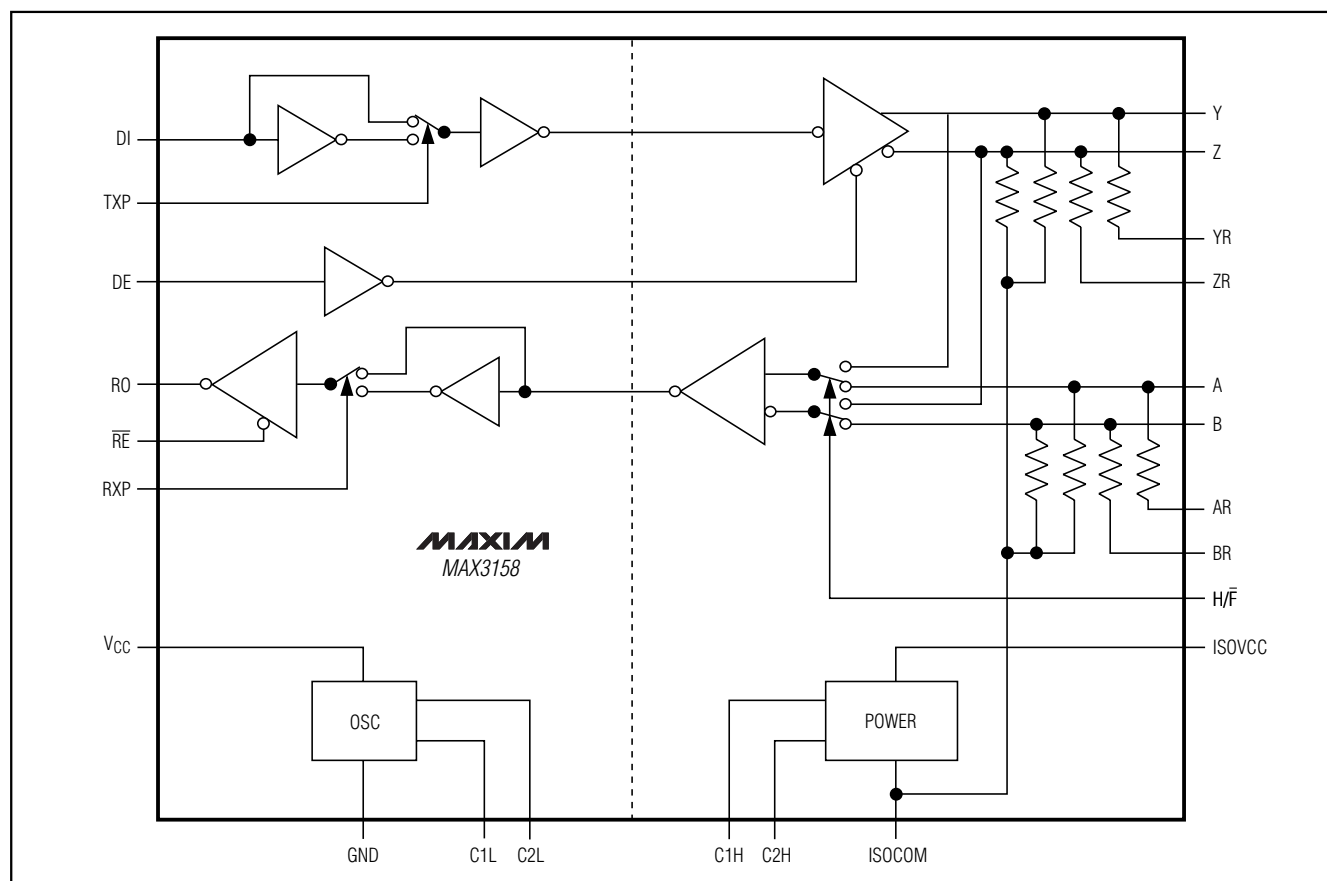 DI
TXP
DE
RO
R̅E̅
RXP
VCC
GND
C1L
C2L
C1H
C2H
ISOCOM
Y
Z
YR
ZR
A
B
AR
BR
H/F̅
ISOVCC
MAXIM
MAX3158
OSC
POWER